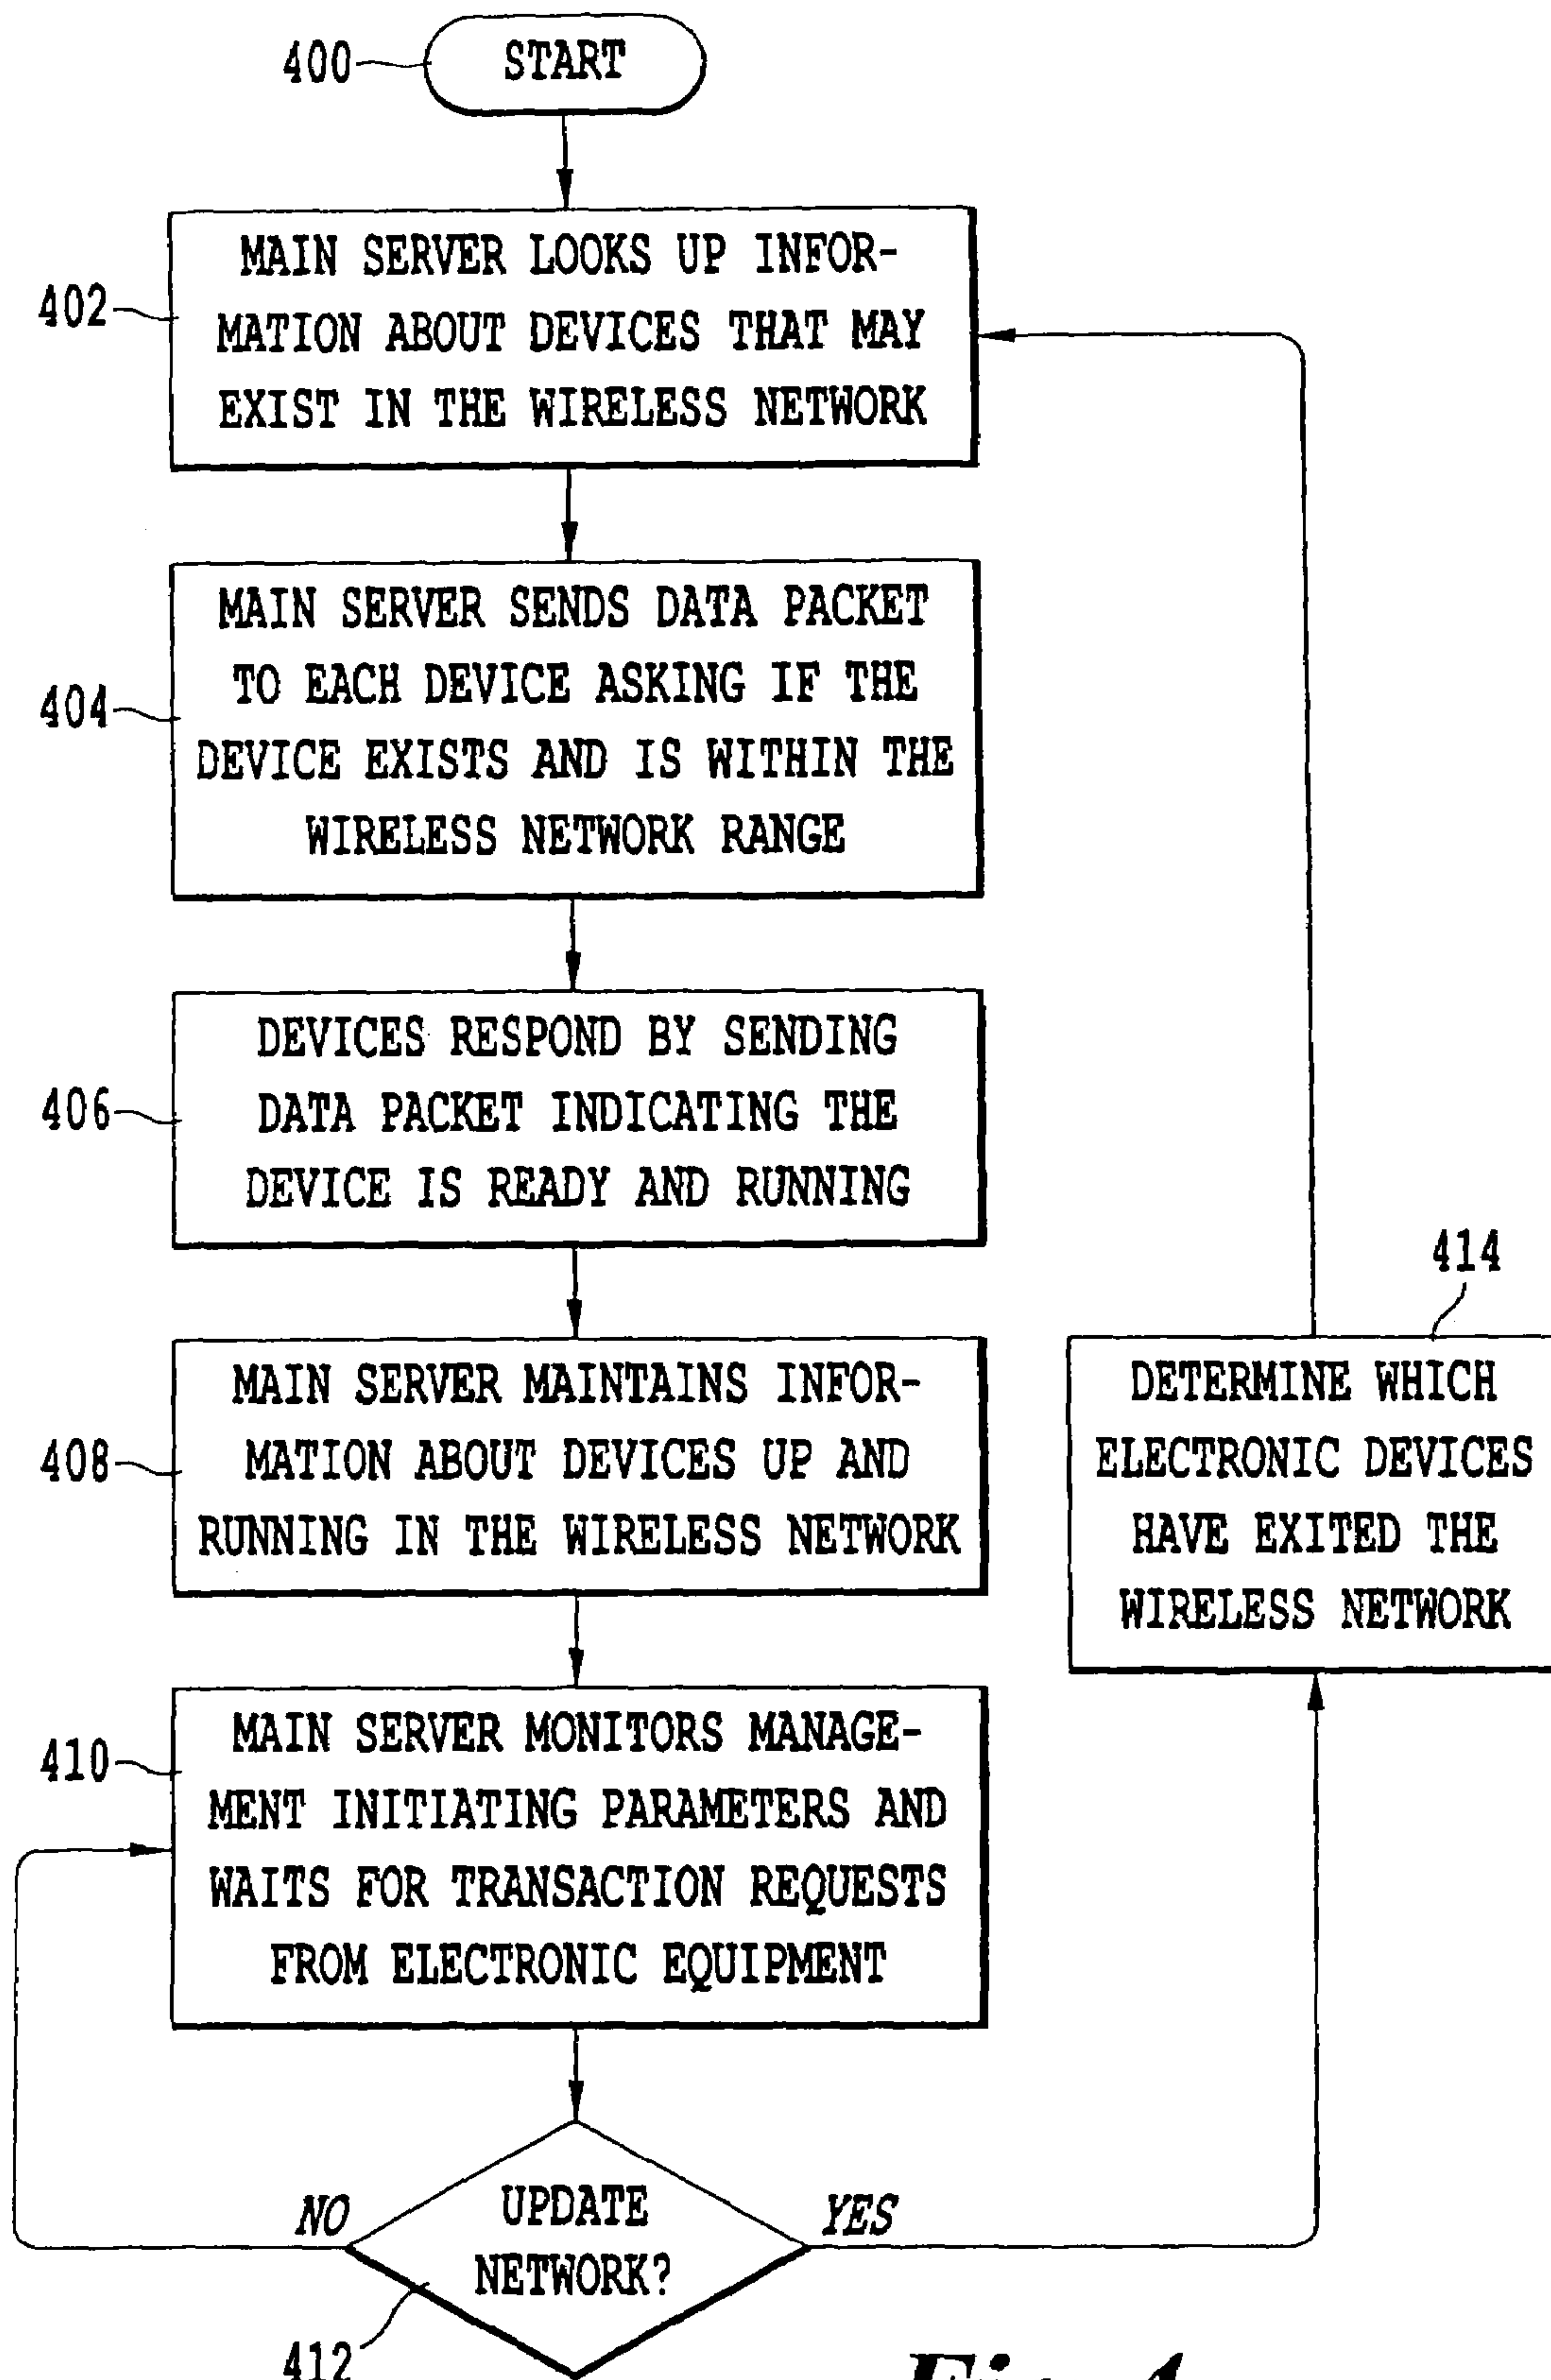 400
START
402
MAIN SERVER LOOKS UP INFOR-
MATION ABOUT DEVICES THAT MAY
EXIST IN THE WIRELESS NETWORK
404
MAIN SERVER SENDS DATA PACKET
TO EACH DEVICE ASKING IF THE
DEVICE EXISTS AND IS WITHIN THE
WIRELESS NETWORK RANGE
406
DEVICES RESPOND BY SENDING
DATA PACKET INDICATING THE
DEVICE IS READY AND RUNNING
408
MAIN SERVER MAINTAINS INFOR-
MATION ABOUT DEVICES UP AND
RUNNING IN THE WIRELESS NETWORK
414
DETERMINE WHICH
ELECTRONIC DEVICES
HAVE EXITED THE
WIRELESS NETWORK
410
MAIN SERVER MONITORS MANAGE-
MENT INITIATING PARAMETERS AND
WAITS FOR TRANSACTION REQUESTS
FROM ELECTRONIC EQUIPMENT
NO
UPDATE
NETWORK?
YES
412